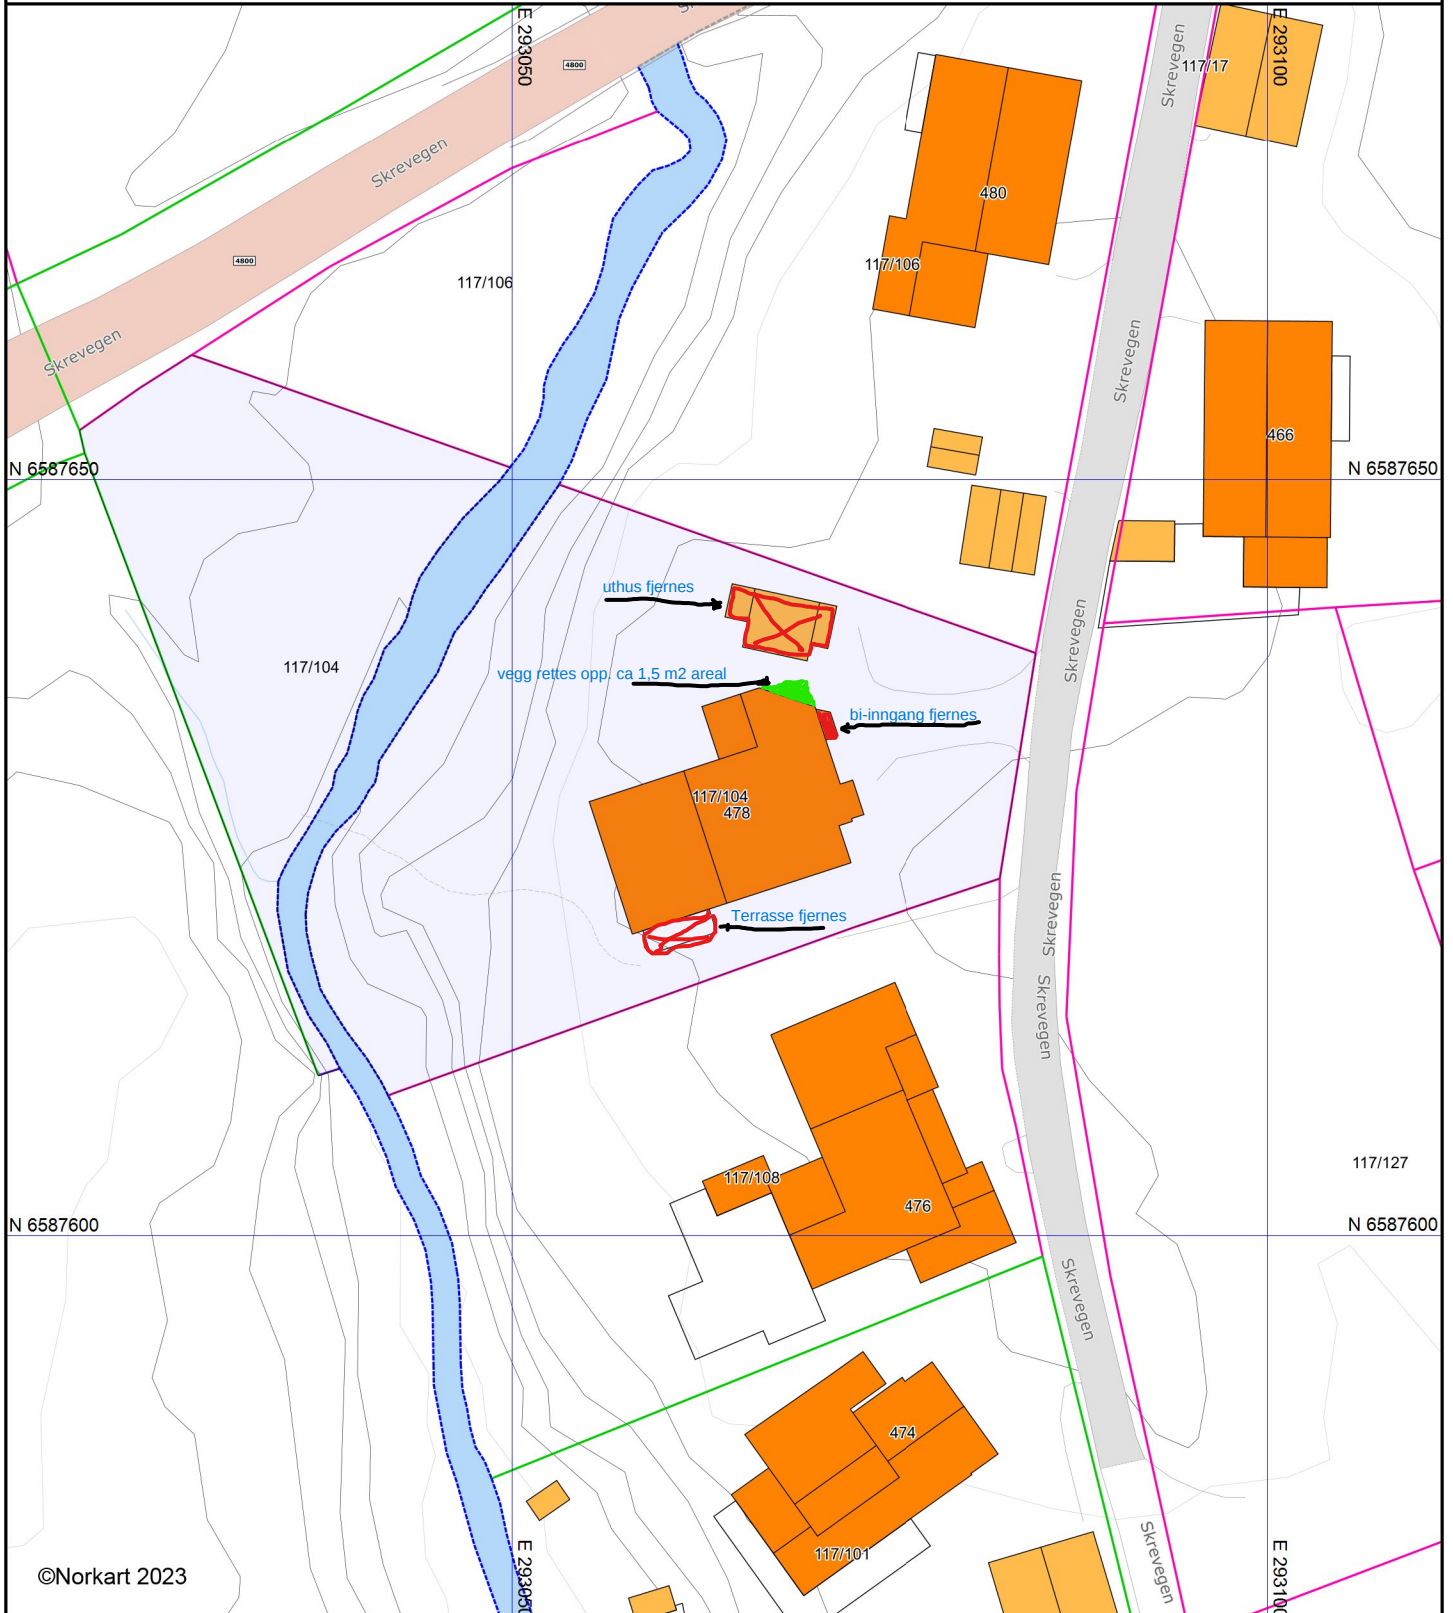 E 293050
E 293100
4800
Skrevegen
117/17
Skrevegen
480
4800
117/106
117/106
Skrevegen
Skrevegen
466
N 6587650
N 6587650
uthus fjernes
Skrevegen
117/104
vegg rettes opp. ca 1,5 m2 areal
bi-inngang fjernes
117/104
478
Terrasse fjernes
Skrevegen
Skrevegen
117/127
117/108
476
N 6587600
N 6587600
Skrevegen
474
117/101
Skrevegen
©Norkart 2023
E 293050
E 293100